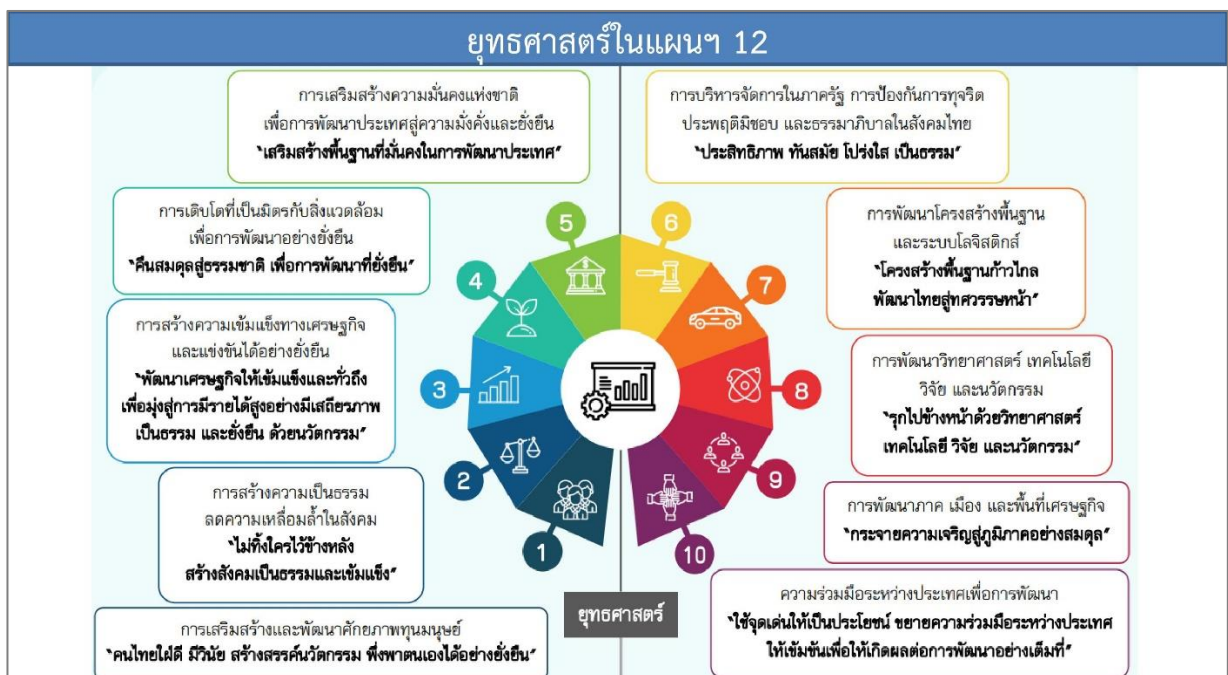 ยุทธศาสตร์ในแผนฯ 12
การเสริมสร้างความมั่นคงแห่งชาติ
เพื่อการพัฒนาประเทศสู่ความมั่งคั่งและยั่งยืน
“เสริมสร้างพื้นฐานที่มั่นคงในการพัฒนาประเทศ”
การเติบโตที่เป็นมิตรกับสิ่งแวดล้อม
เพื่อการพัฒนาอย่างยั่งยืน
“คืนสมดุลสู่ธรรมชาติ เพื่อการพัฒนาที่ยั่งยืน”
การสร้างความเข้มแข็งทางเศรษฐกิจ
และแข่งขันได้อย่างยั่งยืน
“พัฒนาเศรษฐกิจให้เข้มแข็งและทั่วถึง
เพื่อมุ่งสู่การมีรายได้สูงอย่างมีเสถียรภาพ
เป็นธรรม และยั่งยืน ด้วยนวัตกรรม”
การสร้างความเป็นธรรม
ลดความเหลื่อมล้ำในสังคม
“ไม่ทิ้งใครไว้ข้างหลัง
สร้างสังคมเป็นธรรมและเข้มแข็ง”
การเสริมสร้างและพัฒนาศักยภาพทุนมนุษย์
“คนไทยใฝ่ดี มีวินัย สร้างสรรค์นวัตกรรม พึ่งพาตนเองได้อย่างยั่งยืน”
5
4
3
2
1
6
7
8
9
10
ยุทธศาสตร์
การบริหารจัดการในภาครัฐ การป้องกันการทุจริต
ประพฤติมิชอบ และธรรมาภิบาลในสังคมไทย
“ประสิทธิภาพ ทันสมัย โปร่งใส เป็นธรรม”
การพัฒนาโครงสร้างพื้นฐาน
และระบบโลจิสติกส์
“โครงสร้างพื้นฐานก้าวไกล
พัฒนาไทยสู่ทศวรรษหน้า”
การพัฒนาวิทยาศาสตร์ เทคโนโลยี
วิจัย และนวัตกรรม
“รุกไปข้างหน้าด้วยวิทยาศาสตร์
เทคโนโลยี วิจัย และนวัตกรรม”
การพัฒนาภาค เมือง และพื้นที่เศรษฐกิจ
“กระจายความเจริญสู่ภูมิภาคอย่างสมดุล”
ความร่วมมือระหว่างประเทศเพื่อการพัฒนา
“ใช้จุดเด่นให้เป็นประโยชน์ ขยายความร่วมมือระหว่างประเทศ
ให้เข้มข้นเพื่อให้เกิดผลต่อการพัฒนาอย่างเต็มที่”